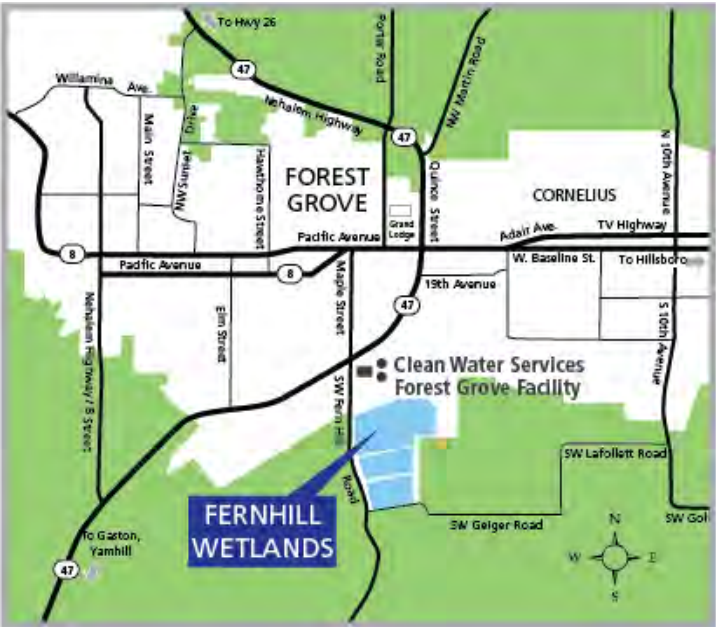 To Hwy 26
47
Nehalem Highway
47
Porter Road
NW Martin Road
Willamina Ave.
Main Street
NW Sunset Drive
Hawthorne Street
FOREST
GROVE
Grand
Lodge
Quince Street
CORNELIUS
N 10th Avenue
Pacific Avenue
Adair Ave.
TV Highway
8
Pacific Avenue
8
W. Baseline St.
To Hillsboro
19th Avenue
Maple Street
47
Elm Street
S 10th Avenue
Nehalem Highway / B Street
Clean Water Services
Forest Grove Facility
SW Fern Hill Road
SW Lafollett Road
FERNHILL
WETLANDS
SW Geiger Road
SW Gol
To Gaston,
Yamhill
47
N
W
E
S